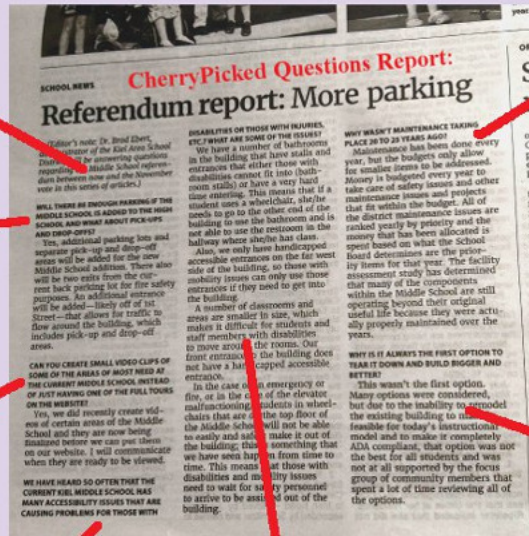 SCHOOL NEWS
CherryPicked Questions Report:
Referendum report: More parking
(Editor's note: Dr. Brad Ebert,
administrator of the Kiel Area School
District will be answering questions
regarding the Middle School referen-
dum between now and the November
vote in this series of articles.)
WILL THERE BE ENOUGH PARKING IF THE
MIDDLE SCHOOL IS ADDED TO THE HIGH
SCHOOL AND WHAT ABOUT PICK-UPS
AND DROP-OFFS?
Yes, additional parking lots and
separate pick-up and drop-off
areas will be added for the new
Middle School addition. There also
will be two exits from the cur-
rent back parking lot for fire safety
purposes. An additional entrance
will be added—likely off of 1st
Street—that allows for traffic to
flow around the building, which
includes pick-up and drop-off
areas.
CAN YOU CREATE SMALL VIDEO CLIPS OF
SOME OF THE AREAS OF MOST NEED AT
THE CURRENT MIDDLE SCHOOL INSTEAD
OF JUST HAVING ONE OF THE FULL TOURS
ON THE WEBSITE?
Yes, we did recently create vid-
eos of certain areas of the Middle
School and they are now being
finalized before we can put them
on our website. I will communicate
when they are ready to be viewed.
WE HAVE HEARD SO OFTEN THAT THE
CURRENT KIEL MIDDLE SCHOOL HAS
MANY ACCESSIBILITY ISSUES THAT ARE
CAUSING PROBLEMS FOR THOSE WITH
DISABILITIES OR THOSE WITH INJURIES,
ETC.? WHAT ARE SOME OF THE ISSUES?
We have a number of bathrooms
in the building that have stalls and
entrances that either those with
disabilities cannot fit into (bath-
room stalls) or have a very hard
time entering. This means that if a
student uses a wheelchair, she/he
needs to go to the other end of the
building to use the bathroom and is
not able to use the restroom in the
hallway where she/he has class.
Also, we only have handicapped
accessible entrances on the far west
side of the building, so those with
mobility issues can only use those
entrances if they need to get into
the building.
A number of classrooms and
areas are smaller in size, which
makes it difficult for students and
staff members with disabilities
to move around the rooms. Our
front entrance to the building does
not have a handicapped accessible
entrance.
In the case of an emergency or
fire, or in the case of the elevator
malfunctioning, students in wheel-
chairs that are on the top floor of
the Middle School will not be able
to easily and safely make it out of
the building; this is something that
we have seen happen from time to
time. This means that those with
disabilities and mobility issues
need to wait for safety personnel
to arrive to be assisted out of the
building.
WHY WASN'T MAINTENANCE TAKING
PLACE 20 TO 25 YEARS AGO?
Maintenance has been done every
year, but the budgets only allow
for smaller items to be addressed.
Money is budgeted every year to
take care of safety issues and other
maintenance issues and projects
that fit within the budget. All of
the district maintenance issues are
ranked yearly by priority and the
money that has been allocated is
spent based on what the School
Board determines are the prior-
ity items for that year. The facility
assessment study has determined
that many of the components
within the Middle School are still
operating beyond their original
useful life because they were actu-
ally properly maintained over the
years.
WHY IS IT ALWAYS THE FIRST OPTION TO
TEAR IT DOWN AND BUILD BIGGER AND
BETTER?
This wasn't the first option.
Many options were considered,
but due to the inability to remodel
the existing building to
feasible for today's instructional
model and to make it completely
ADA compliant, that option was not
the best for all students and was
not at all supported by the focus
group of community members that
spent a lot of time reviewing all of
the options.